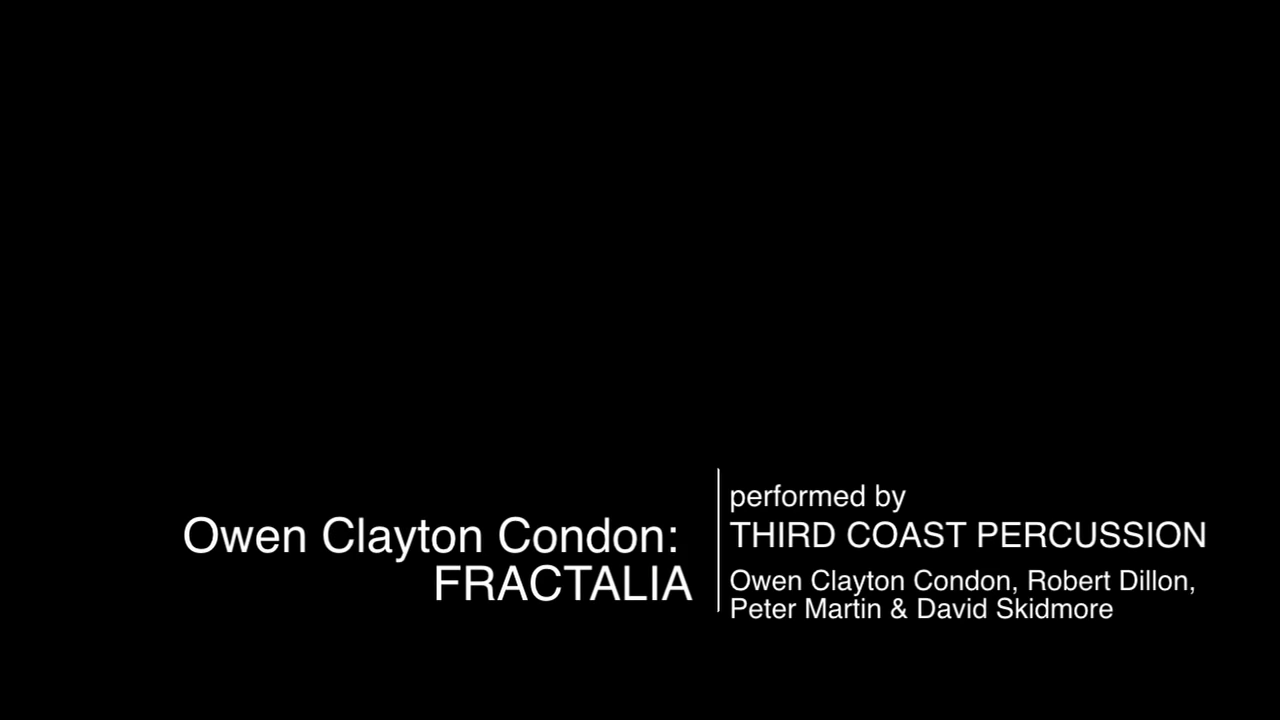 Owen Clayton Condon:
FRACTALIA
performed by
THIRD COAST PERCUSSION
Owen Clayton Condon, Robert Dillon,
Peter Martin & David Skidmore